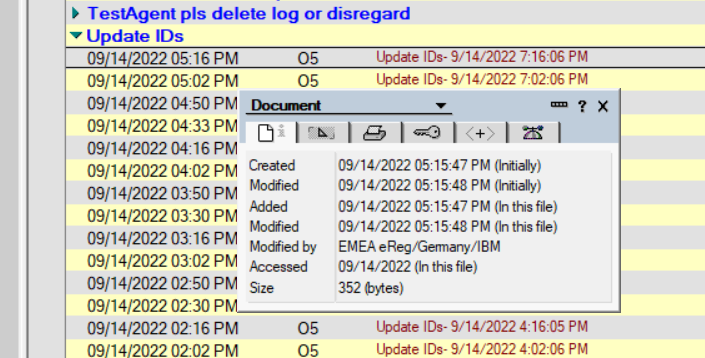 TestAgent pls delete log or disregard
Update IDs
09/14/2022 05:16 PM O5 Update IDs- 9/14/2022 7:16:06 PM
09/14/2022 05:02 PM O5 Update IDs- 9/14/2022 7:02:06 PM
09/14/2022 04:50 PM
Document ? X
09/14/2022 04:33 PM
i <+>
09/14/2022 04:16 PM
09/14/2022 04:02 PM
Created 09/14/2022 05:15:47 PM (Initially)
09/14/2022 03:50 PM
Modified 09/14/2022 05:15:48 PM (Initially)
09/14/2022 03:30 PM
Added 09/14/2022 05:15:47 PM (In this file)
Modified 09/14/2022 05:15:48 PM (In this file)
09/14/2022 03:16 PM
Modified by EMEA eReg/Germany/IBM
09/14/2022 03:02 PM
Accessed 09/14/2022 (In this file)
09/14/2022 02:50 PM
Size 352 (bytes)
09/14/2022 02:30 PM
09/14/2022 02:16 PM O5 Update IDs- 9/14/2022 4:16:05 PM
09/14/2022 02:02 PM O5 Update IDs- 9/14/2022 4:02:06 PM